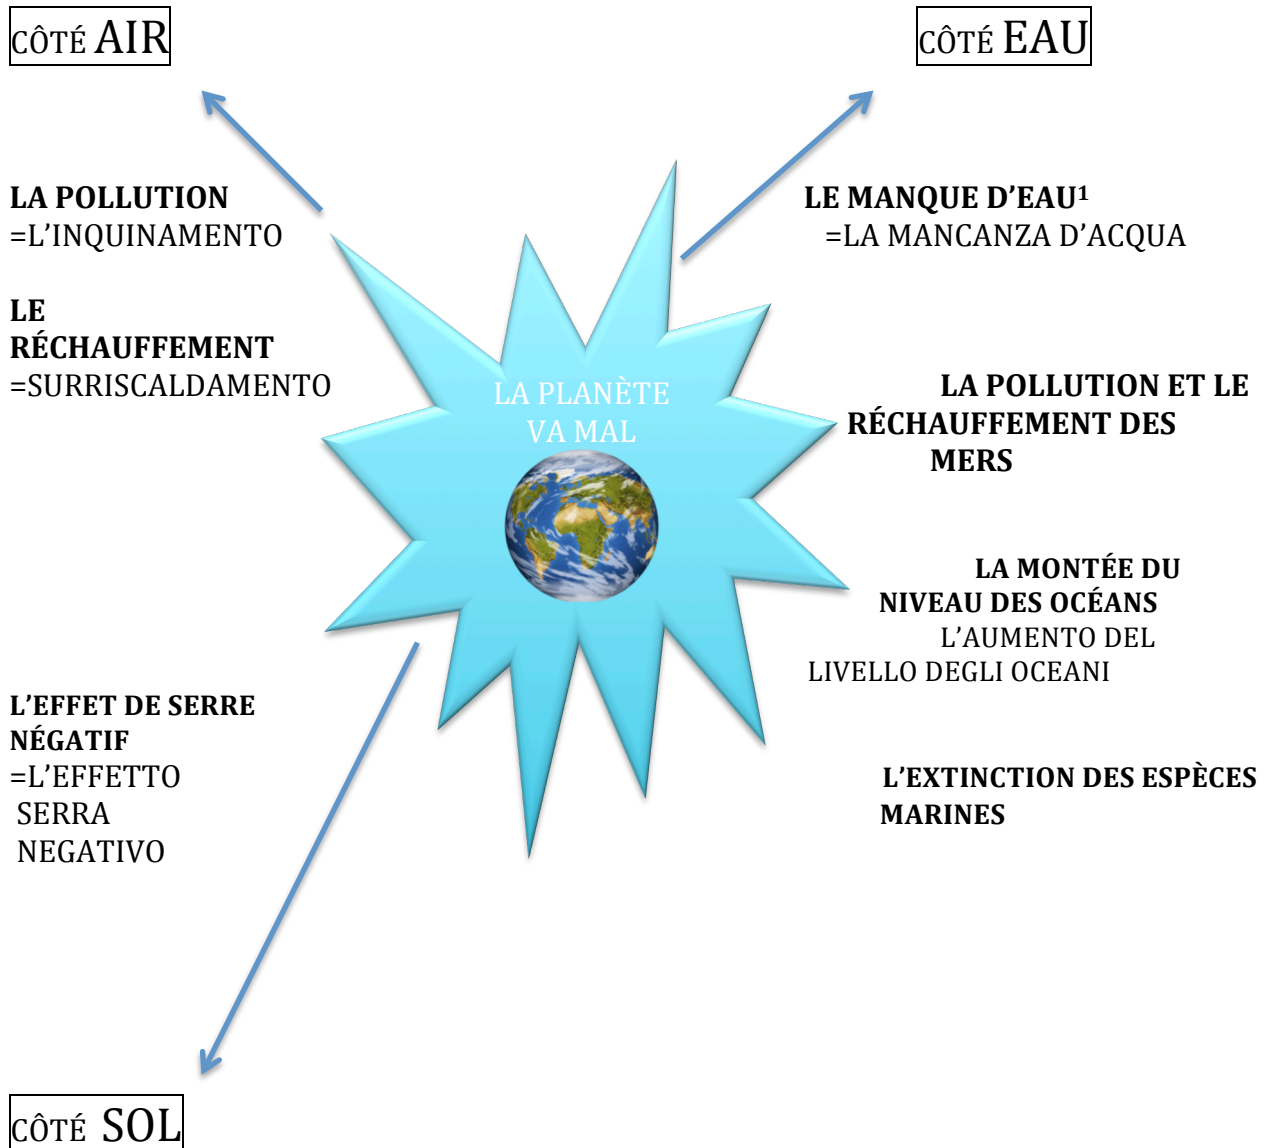 CÔTÉ AIR
CÔTÉ EAU
LA POLLUTION
=L’INQUINAMENTO
LE
RÉCHAUFFEMENT
=SURRISCALDAMENTO
LE MANQUE D’EAU¹
=LA MANCANZA D’ACQUA
LA PLANÈTE
VA MAL
LA POLLUTION ET LE
RÉCHAUFFEMENT DES
MERS
LA MONTÉE DU
NIVEAU DES OCÉANS
L’AUMENTO DEL
LIVELLO DEGLI OCEANI
L’EFFET DE SERRE
NÉGATIF
=L’EFFETTO
SERRA
NEGATIVO
L’EXTINCTION DES ESPÈCES
MARINES
CÔTÉ SOL